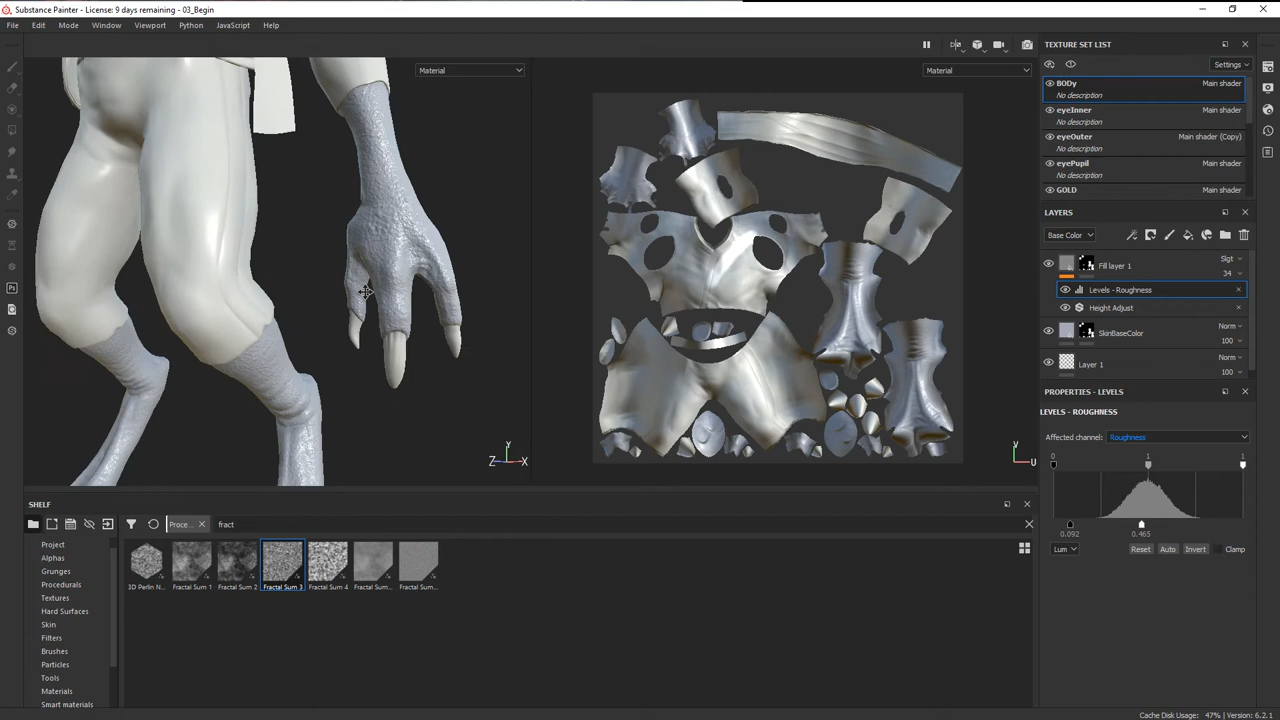 Substance Painter - License: 9 days remaining - 03_Begin
File Edit Mode Window Viewport Python JavaScript Help
Material
Material
TEXTURE SET LIST
Settings
BODy Main shader
No description
eyeInner Main shader
No description
eyeOuter Main shader (Copy)
No description
eyePupil Main shader
No description
GOLD Main shader
LAYERS
Base Color
Fill layer 1 Slgt 34
Levels - Roughness
Height Adjust
SkinBaseColor Norm 100
Layer 1 Norm 100
PROPERTIES - LEVELS
LEVELS - ROUGHNESS
Affected channel: Roughness
0 1 1
0.092 0.465
Lum Reset Auto Invert Clamp
Y
Z X
V
U
SHELF
Proce... fract
Project
Alphas
Grunges
Procedurals
Textures
Hard Surfaces
Skin
Filters
Brushes
Particles
Tools
Materials
Smart materials
3D Perlin N... Fractal Sum 1 Fractal Sum 2 Fractal Sum 3 Fractal Sum 4 Fractal Sum... Fractal Sum...
Cache Disk Usage: 47% | Version: 6.2.1